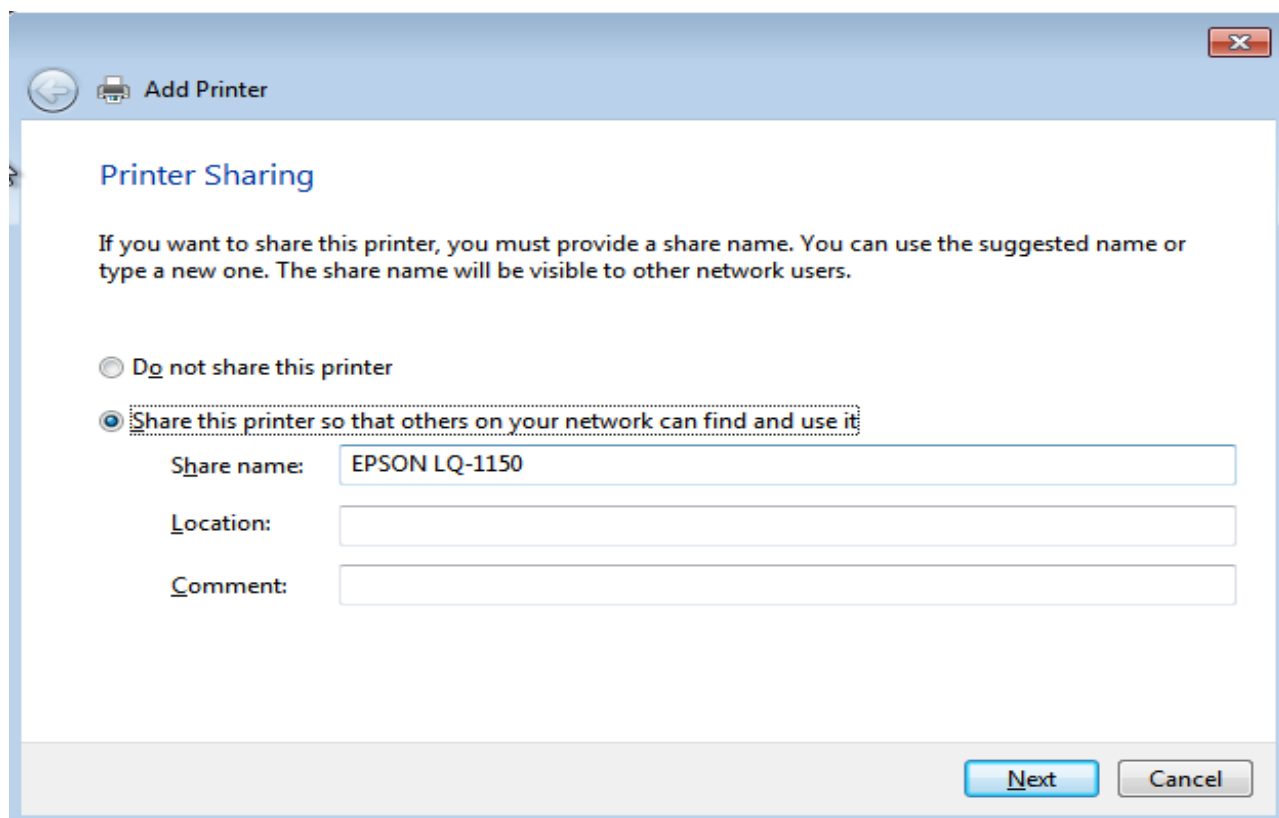 Add Printer
Printer Sharing
If you want to share this printer, you must provide a share name. You can use the suggested name or
type a new one. The share name will be visible to other network users.
Do not share this printer
Share this printer so that others on your network can find and use it
Share name: EPSON LQ-1150
Location:
Comment:
Next Cancel